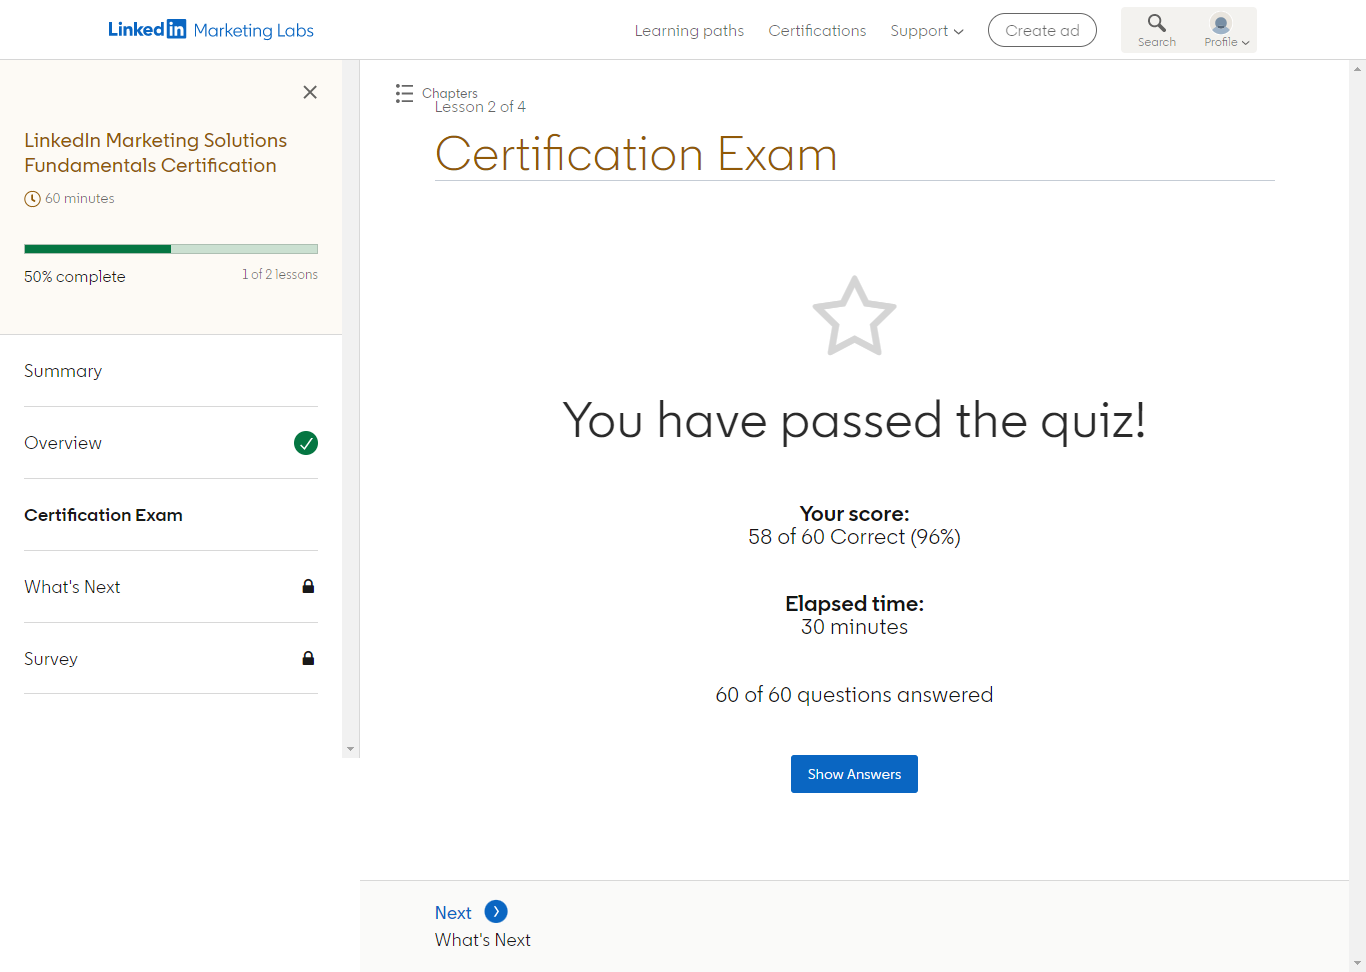 Linked in Marketing Labs
Learning paths
Certifications
Support
Create ad
Search
Profile
LinkedIn Marketing Solutions
Fundamentals Certification
60 minutes
50% complete
1 of 2 lessons
Summary
Overview
Certification Exam
What's Next
Survey
Chapters
Lesson 2 of 4
Certification Exam
You have passed the quiz!
Your score:
58 of 60 Correct (96%)
Elapsed time:
30 minutes
60 of 60 questions answered
Show Answers
Next
What's Next